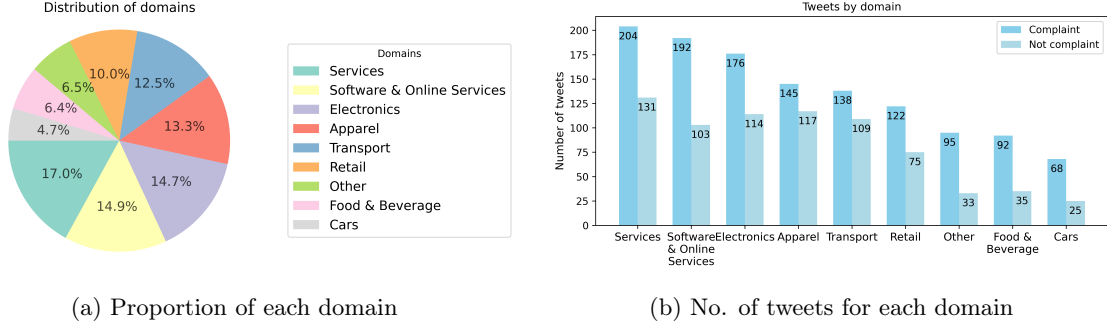 Distribution of domains
10.0%
12.5%
6.5%
6.4%
13.3%
4.7%
17.0%
14.7%
14.9%
Domains
Services
Software & Online Services
Electronics
Apparel
Transport
Retail
Other
Food & Beverage
Cars
(a) Proportion of each domain
Tweets by domain
Complaint
Not complaint
Number of tweets
200
175
150
125
100
75
50
25
0
204
131
192
103
176
114
145
117
138
109
122
75
95
33
92
35
68
25
Services
Software
& Online
Services
Electronics
Apparel
Transport
Retail
Other
Food &
Beverage
Cars
(b) No. of tweets for each domain